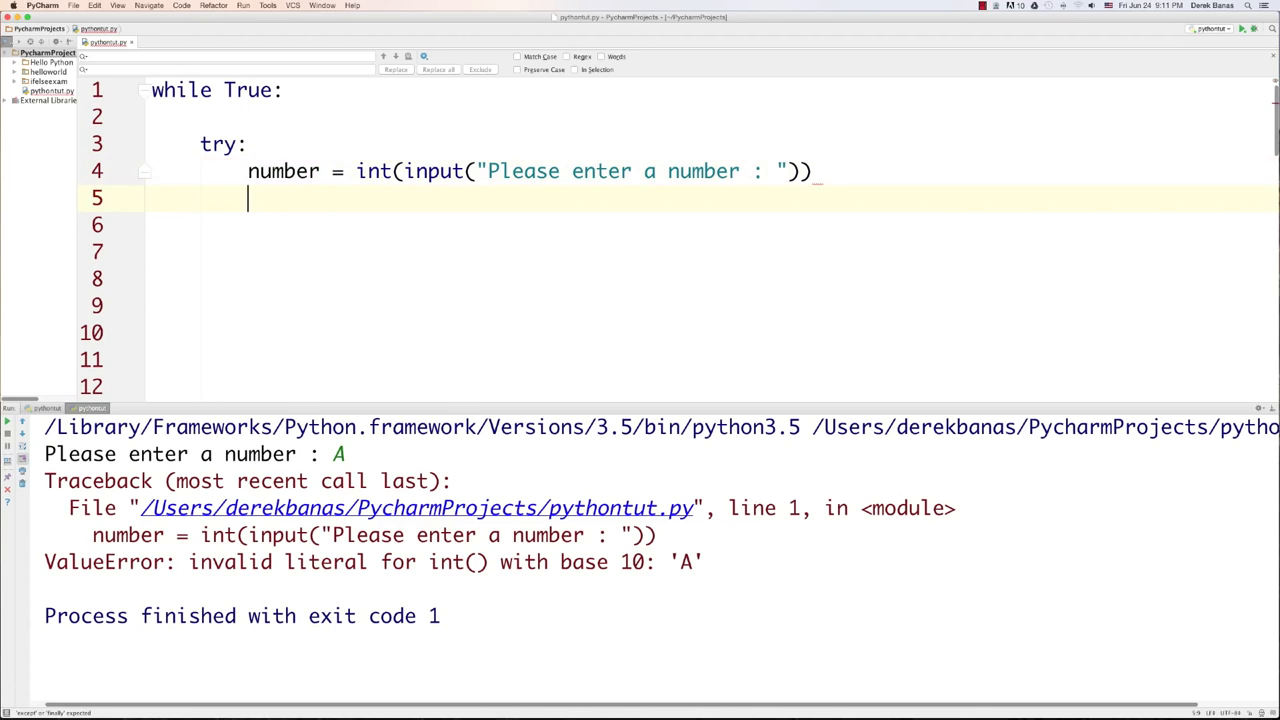 PyCharm File Edit View Navigate Code Refactor Run Tools VCS Window Help
10 Fri Jun 24 9:11 PM Derek Banas
pythontut.py - PycharmProjects - [~/PycharmProjects]
PycharmProjects pythontut.py
pythontut
pythontut.py
Match Case Regex Words
Replace Replace all Exclude Preserve Case In Selection
PycharmProject
Hello Python
helloworld
ifelseexam
pythontut.py
External Librarie
1 while True:
2
3 try:
4 number = int(input("Please enter a number : "))
5
6
7
8
9
10
11
12
Run: pythontut pythontut
/Library/Frameworks/Python.framework/Versions/3.5/bin/python3.5 /Users/derekbanas/PycharmProjects/pytho
Please enter a number : A
Traceback (most recent call last):
File "/Users/derekbanas/PycharmProjects/pythontut.py", line 1, in <module>
number = int(input("Please enter a number : "))
ValueError: invalid literal for int() with base 10: 'A'
Process finished with exit code 1
'except' or 'finally' expected
5:9 LF÷ UTF-8÷